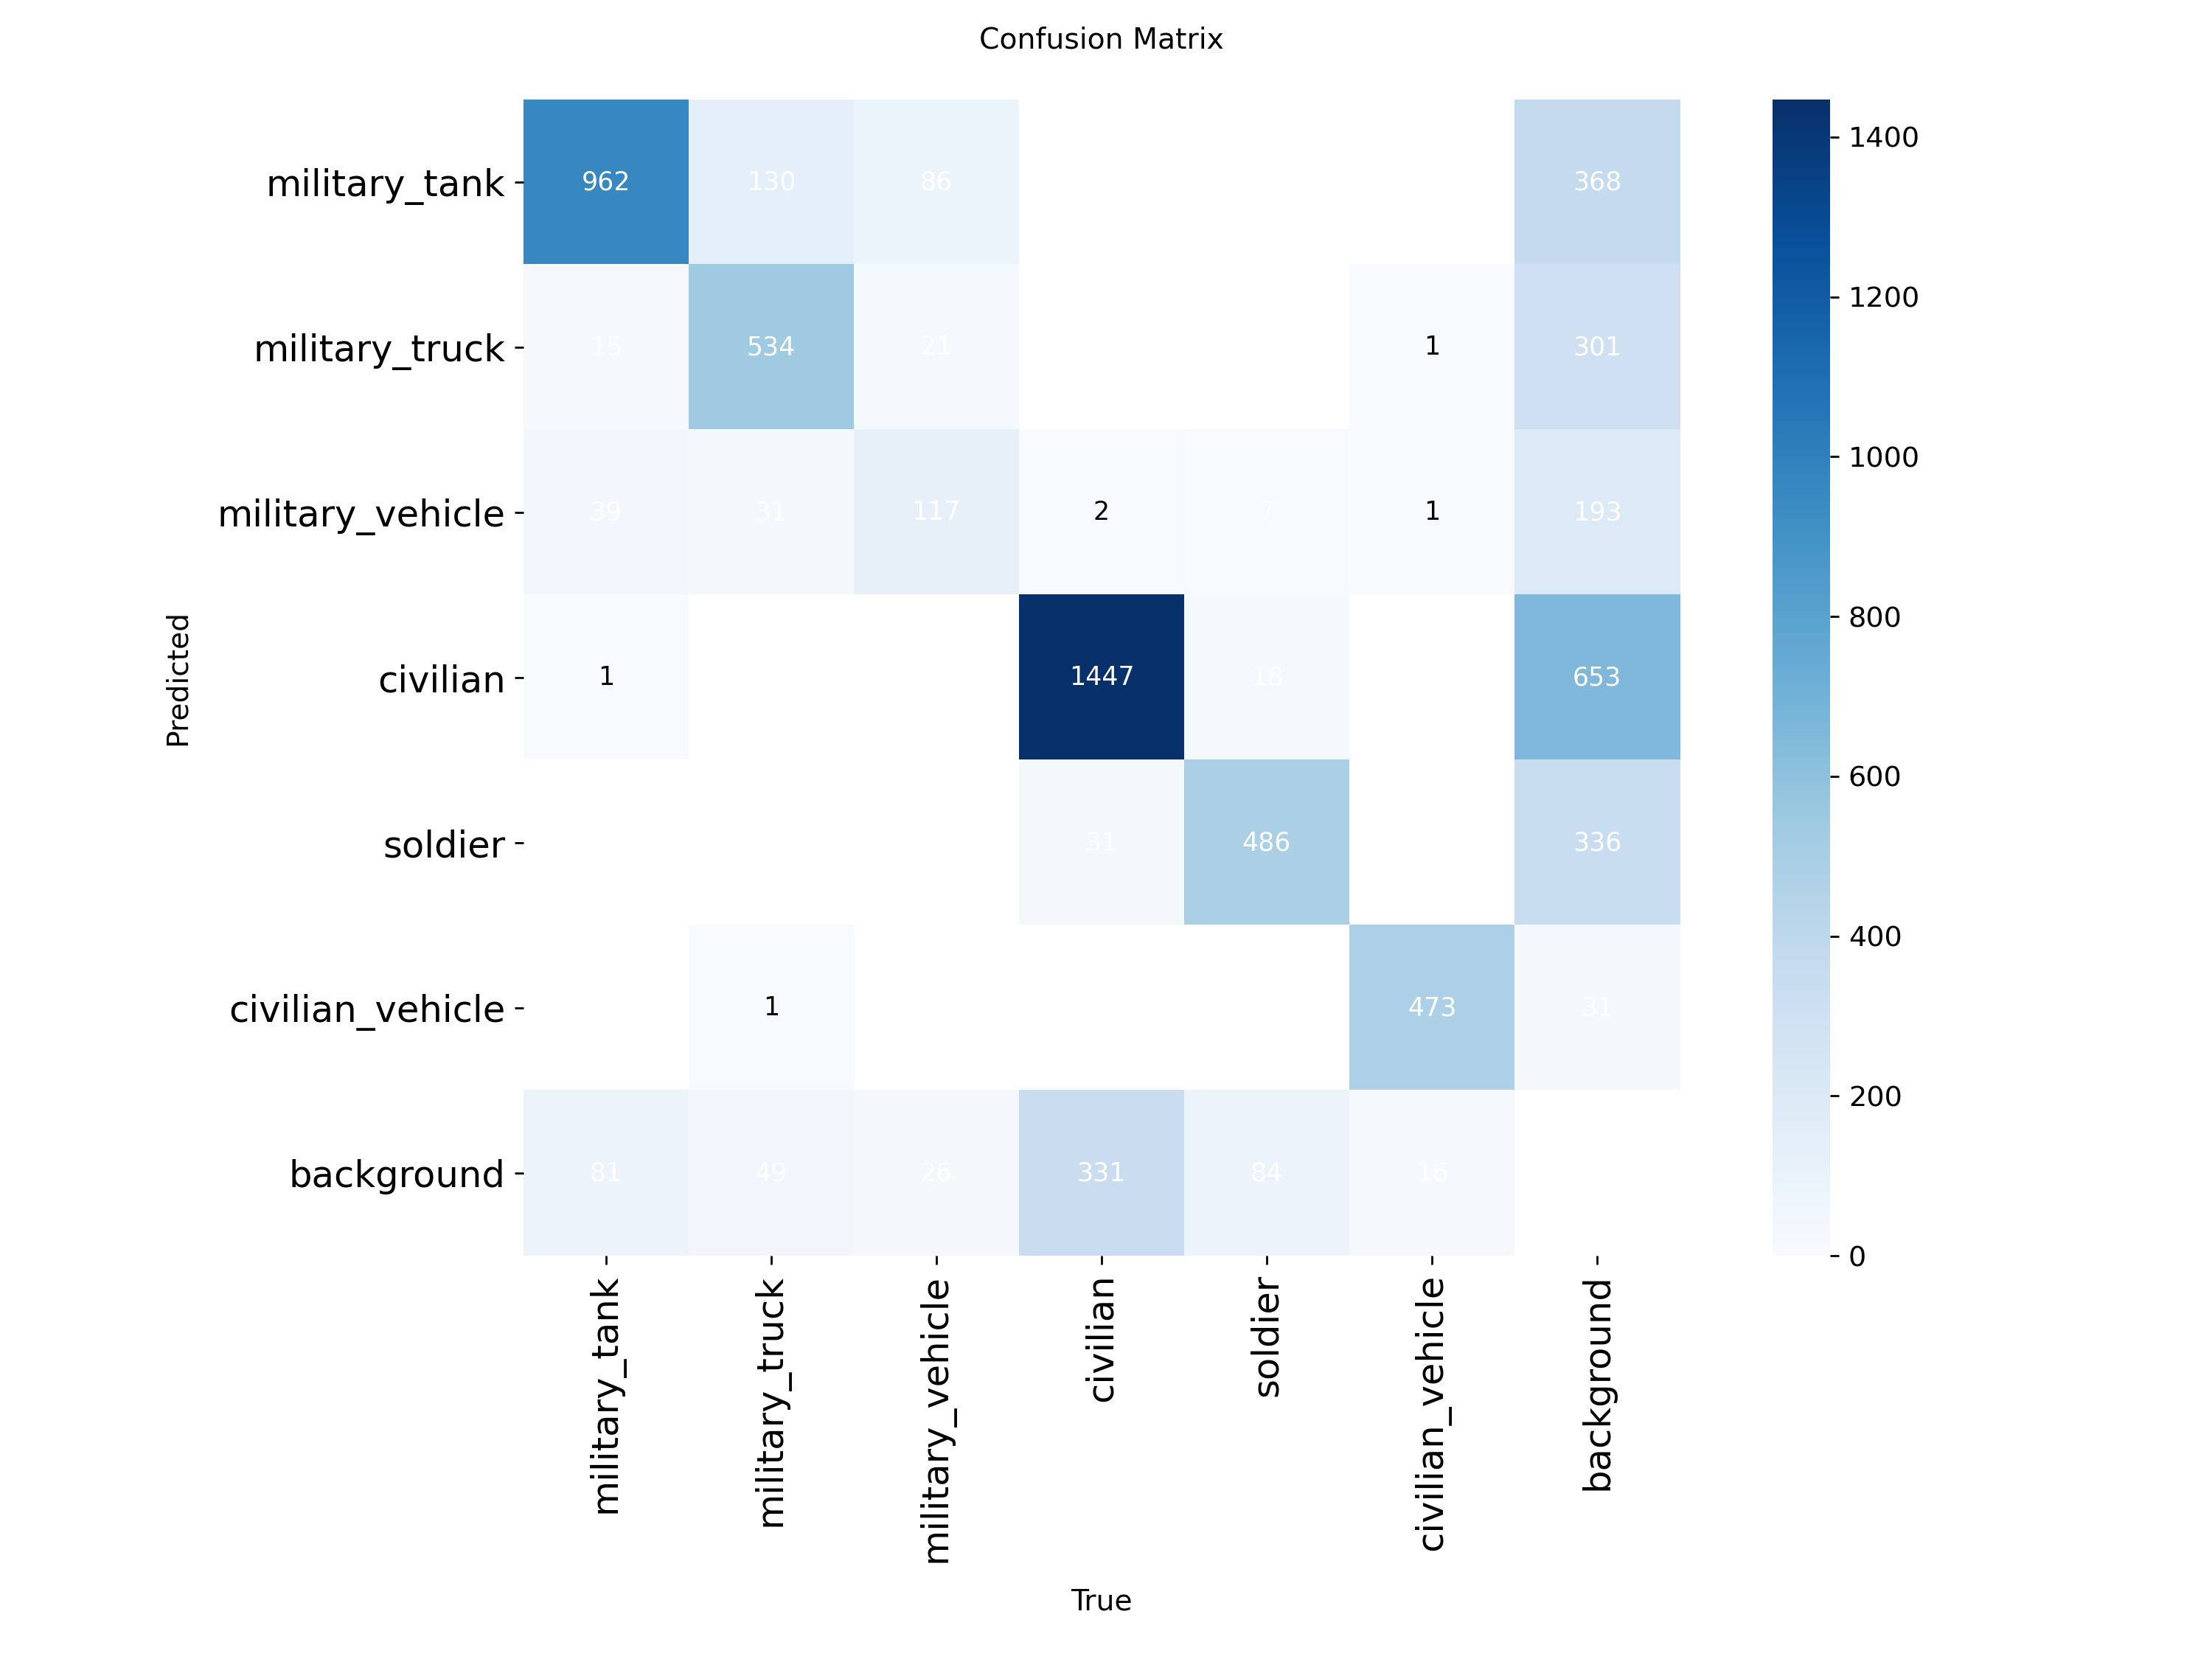 Confusion Matrix
military_tank 962 130 86 368
military_truck 15 534 21 1 301
military_vehicle 39 31 117 2 7 1 193
civilian 1 1447 18 653
soldier 31 486 336
civilian_vehicle 1 473 31
background 81 49 26 331 84 16
military_tank military_truck military_vehicle civilian soldier civilian_vehicle background
Predicted
True
1400
1200
1000
800
600
400
200
0